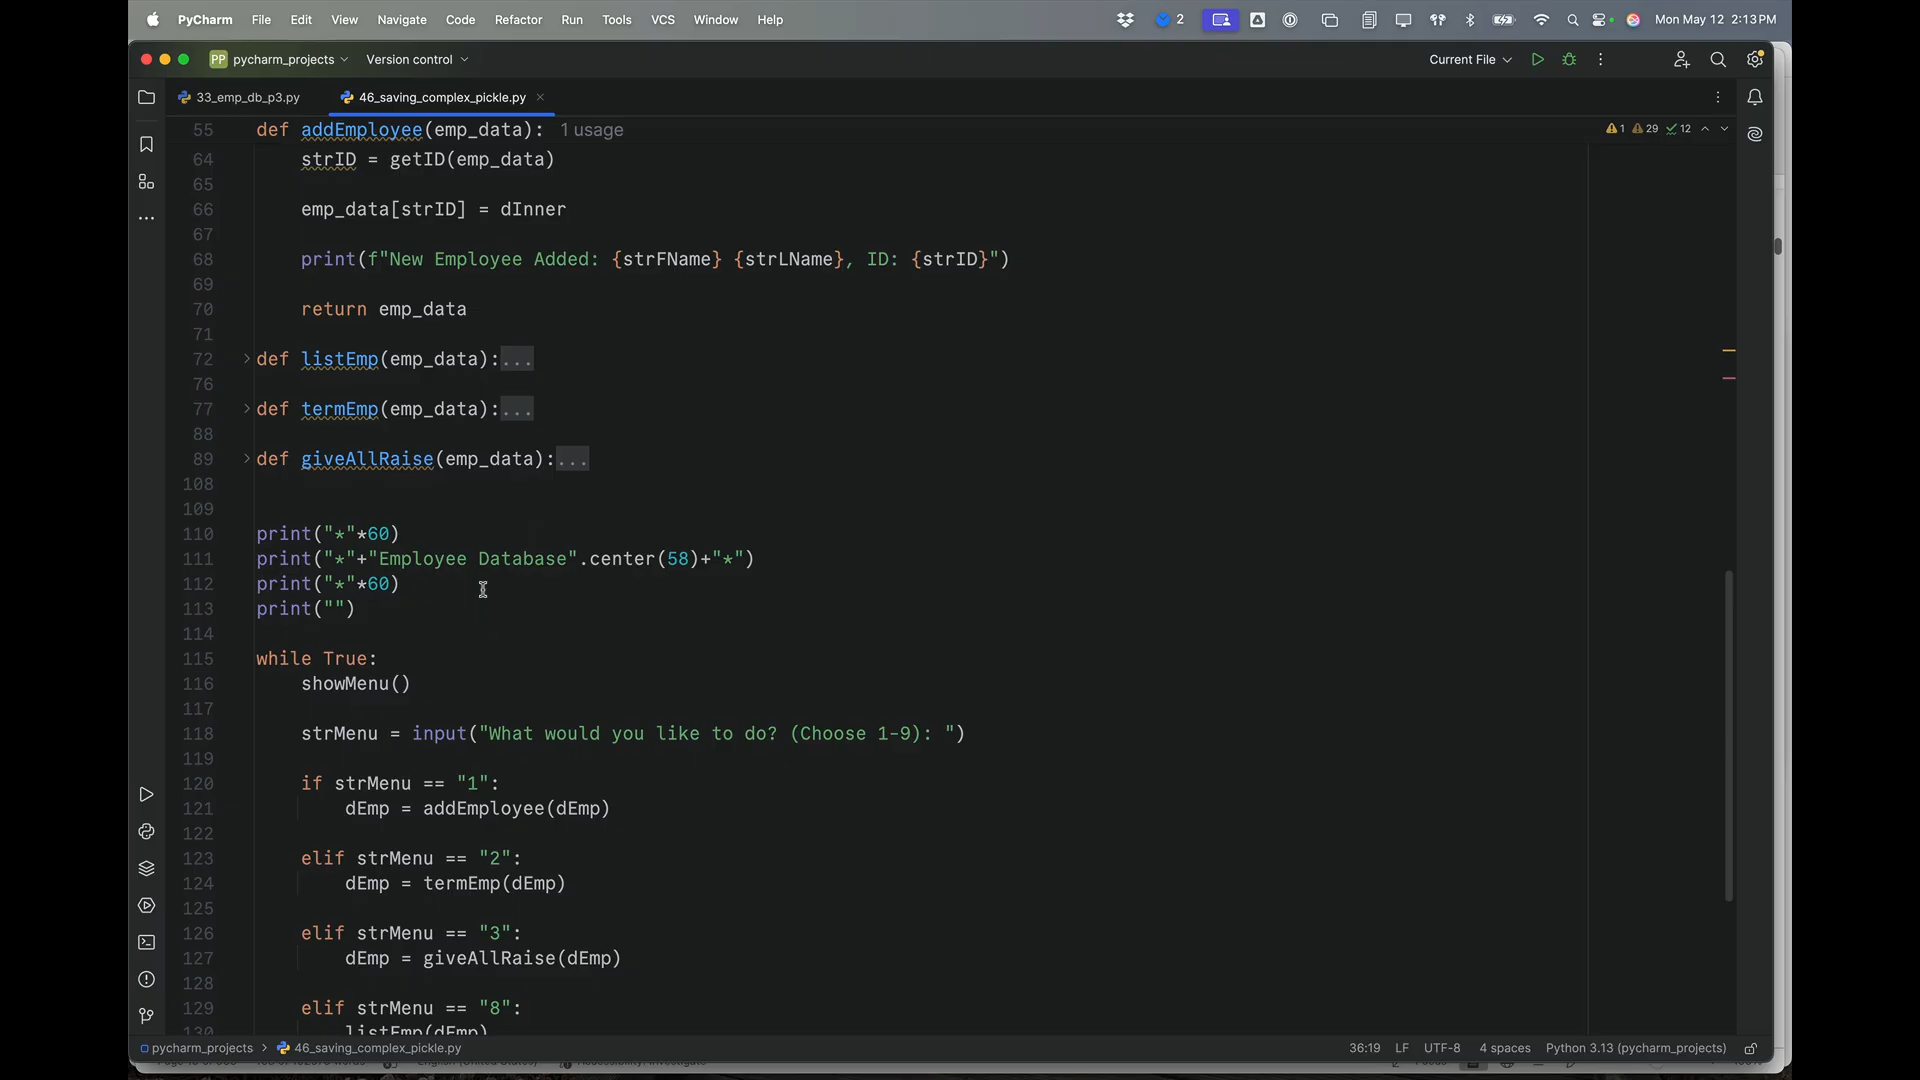 PyCharm File Edit View Navigate Code Refactor Run Tools VCS Window Help 2 Mon May 12 2:13 PM
PP pycharm_projects Version control Current File
33_emp_db_p3.py 46_saving_complex_pickle.py
55 def addEmployee(emp_data): 1 usage 1 29 12
64 strID = getID(emp_data)
65
66 emp_data[strID] = dInner
67
68 print(f"New Employee Added: {strFName} {strLName}, ID: {strID}")
69
70 return emp_data
71
72 def listEmp(emp_data):...
76
77 def termEmp(emp_data):...
88
89 def giveAllRaise(emp_data):...
108
109
110 print("*"*60)
111 print("*"+"Employee Database".center(58)+"*")
112 print("*"*60)
113 print("")
114
115 while True:
116 showMenu()
117
118 strMenu = input("What would you like to do? (Choose 1-9): ")
119
120 if strMenu == "1":
121 dEmp = addEmployee(dEmp)
122
123 elif strMenu == "2":
124 dEmp = termEmp(dEmp)
125
126 elif strMenu == "3":
127 dEmp = giveAllRaise(dEmp)
128
129 elif strMenu == "8":
130 listEmp(dEmp)
pycharm_projects > 46_saving_complex_pickle.py 36:19 LF UTF-8 4 spaces Python 3.13 (pycharm_projects)